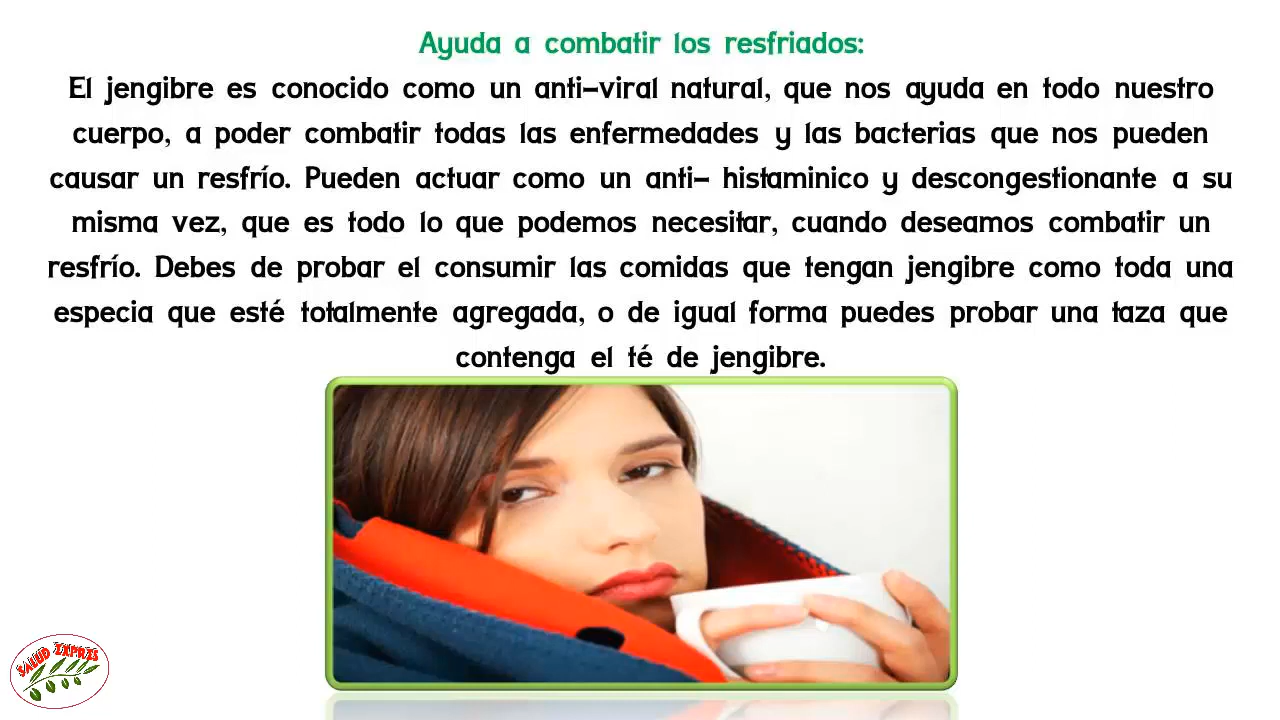 Ayuda a combatir los resfriados:
El jengibre es conocido como un anti-viral natural, que nos ayuda en todo nuestro
cuerpo, a poder combatir todas las enfermedades y las bacterias que nos pueden
causar un resfrío. Pueden actuar como un anti- histaminico y descongestionante a su
misma vez, que es todo lo que podemos necesitar, cuando deseamos combatir un
resfrío. Debes de probar el consumir las comidas que tengan jengibre como toda una
especia que esté totalmente agregada, o de igual forma puedes probar una taza que
contenga el té de jengibre.
SALUD EXPRES